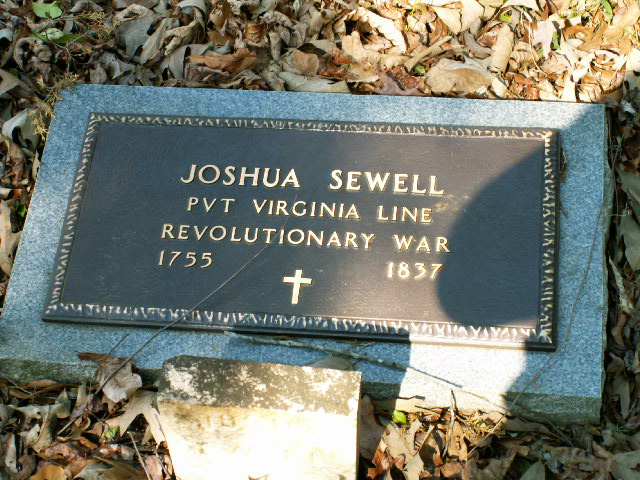 JOSHUA SEWELL
PVT VIRGINIA LINE
REVOLUTIONARY WAR
1755 1837